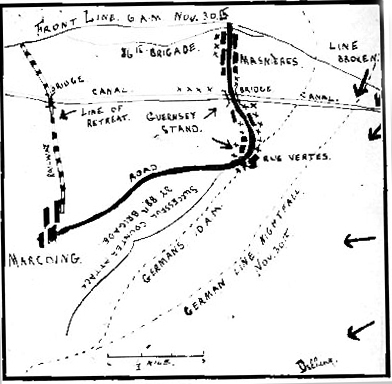 FRONT LINE. 6 A.M. NOV. 30.th
86th BRIGADE.
MASNIERES
LINE
BROKEN.
BRIDGE
CANAL.
BRIDGE
CANAL.
LINE OF
RETREAT.
GUERNSEY
STAND.
RAILWAY
ROAD
RUE VERTES.
SUCCESSFUL COUNTER ATTACK
BY 88th BRIGADE.
MARCOING.
GERMANS. D.A.M.
GERMAN LINE NIGHTFALL
NOV. 30th
1 MILE.